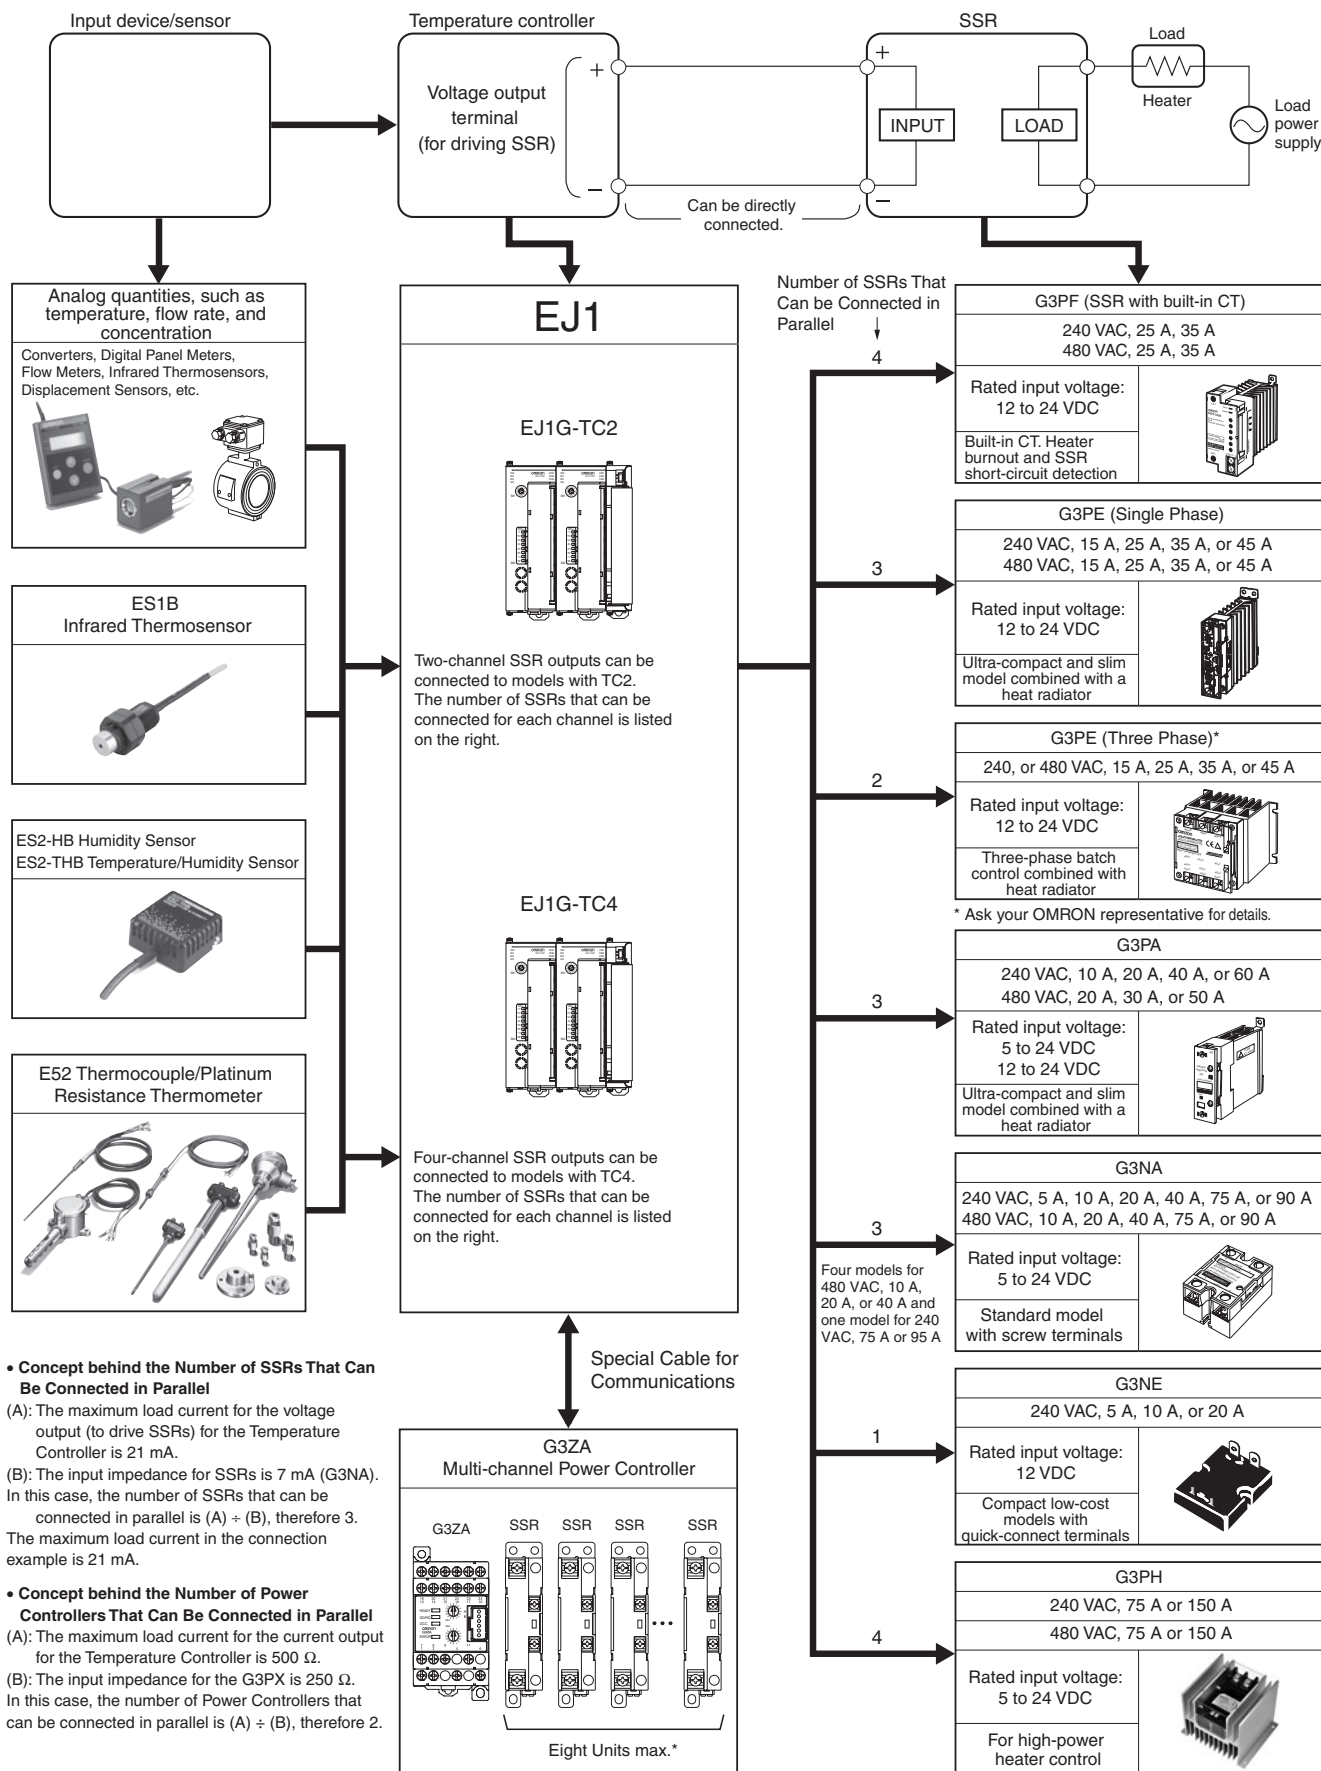 Input device/sensor
Temperature controller
SSR
Voltage output
terminal
(for driving SSR)
+
−
+
−
INPUT
LOAD
Load
Heater
Load
power
supply
Can be directly
connected.
Analog quantities, such as
temperature, flow rate, and
concentration
Converters, Digital Panel Meters,
Flow Meters, Infrared Thermosensors,
Displacement Sensors, etc.
ES1B
Infrared Thermosensor
ES2-HB Humidity Sensor
ES2-THB Temperature/Humidity Sensor
E52 Thermocouple/Platinum
Resistance Thermometer
EJ1
EJ1G-TC2
Two-channel SSR outputs can be
connected to models with TC2.
The number of SSRs that can be
connected for each channel is listed
on the right.
EJ1G-TC4
Four-channel SSR outputs can be
connected to models with TC4.
The number of SSRs that can be
connected for each channel is listed
on the right.
Number of SSRs That
Can be Connected in
Parallel
4
G3PF (SSR with built-in CT)
240 VAC, 25 A, 35 A
480 VAC, 25 A, 35 A
Rated input voltage:
12 to 24 VDC
Built-in CT. Heater
burnout and SSR
short-circuit detection
3
G3PE (Single Phase)
240 VAC, 15 A, 25 A, 35 A, or 45 A
480 VAC, 15 A, 25 A, 35 A, or 45 A
Rated input voltage:
12 to 24 VDC
Ultra-compact and slim
model combined with a
heat radiator
2
G3PE (Three Phase)*
240, or 480 VAC, 15 A, 25 A, 35 A, or 45 A
Rated input voltage:
12 to 24 VDC
Three-phase batch
control combined with
heat radiator
* Ask your OMRON representative for details.
3
G3PA
240 VAC, 10 A, 20 A, 40 A, or 60 A
480 VAC, 20 A, 30 A, or 50 A
Rated input voltage:
5 to 24 VDC
12 to 24 VDC
Ultra-compact and slim
model combined with a
heat radiator
3
Four models for
480 VAC, 10 A,
20 A, or 40 A and
one model for 240
VAC, 75 A or 95 A
G3NA
240 VAC, 5 A, 10 A, 20 A, 40 A, 75 A, or 90 A
480 VAC, 10 A, 20 A, 40 A, 75 A, or 90 A
Rated input voltage:
5 to 24 VDC
Standard model
with screw terminals
1
G3NE
240 VAC, 5 A, 10 A, or 20 A
Rated input voltage:
12 VDC
Compact low-cost
models with
quick-connect terminals
4
G3PH
240 VAC, 75 A or 150 A
480 VAC, 75 A or 150 A
Rated input voltage:
5 to 24 VDC
For high-power
heater control
Special Cable for
Communications
G3ZA
Multi-channel Power Controller
G3ZA
SSR
SSR
SSR
SSR
Eight Units max.*
• Concept behind the Number of SSRs That Can
Be Connected in Parallel
(A): The maximum load current for the voltage
output (to drive SSRs) for the Temperature
Controller is 21 mA.
(B): The input impedance for SSRs is 7 mA (G3NA).
In this case, the number of SSRs that can be
connected in parallel is (A) ÷ (B), therefore 3.
The maximum load current in the connection
example is 21 mA.
• Concept behind the Number of Power
Controllers That Can Be Connected in Parallel
(A): The maximum load current for the current output
for the Temperature Controller is 500 Ω.
(B): The input impedance for the G3PX is 250 Ω.
In this case, the number of Power Controllers that
can be connected in parallel is (A) ÷ (B), therefore 2.